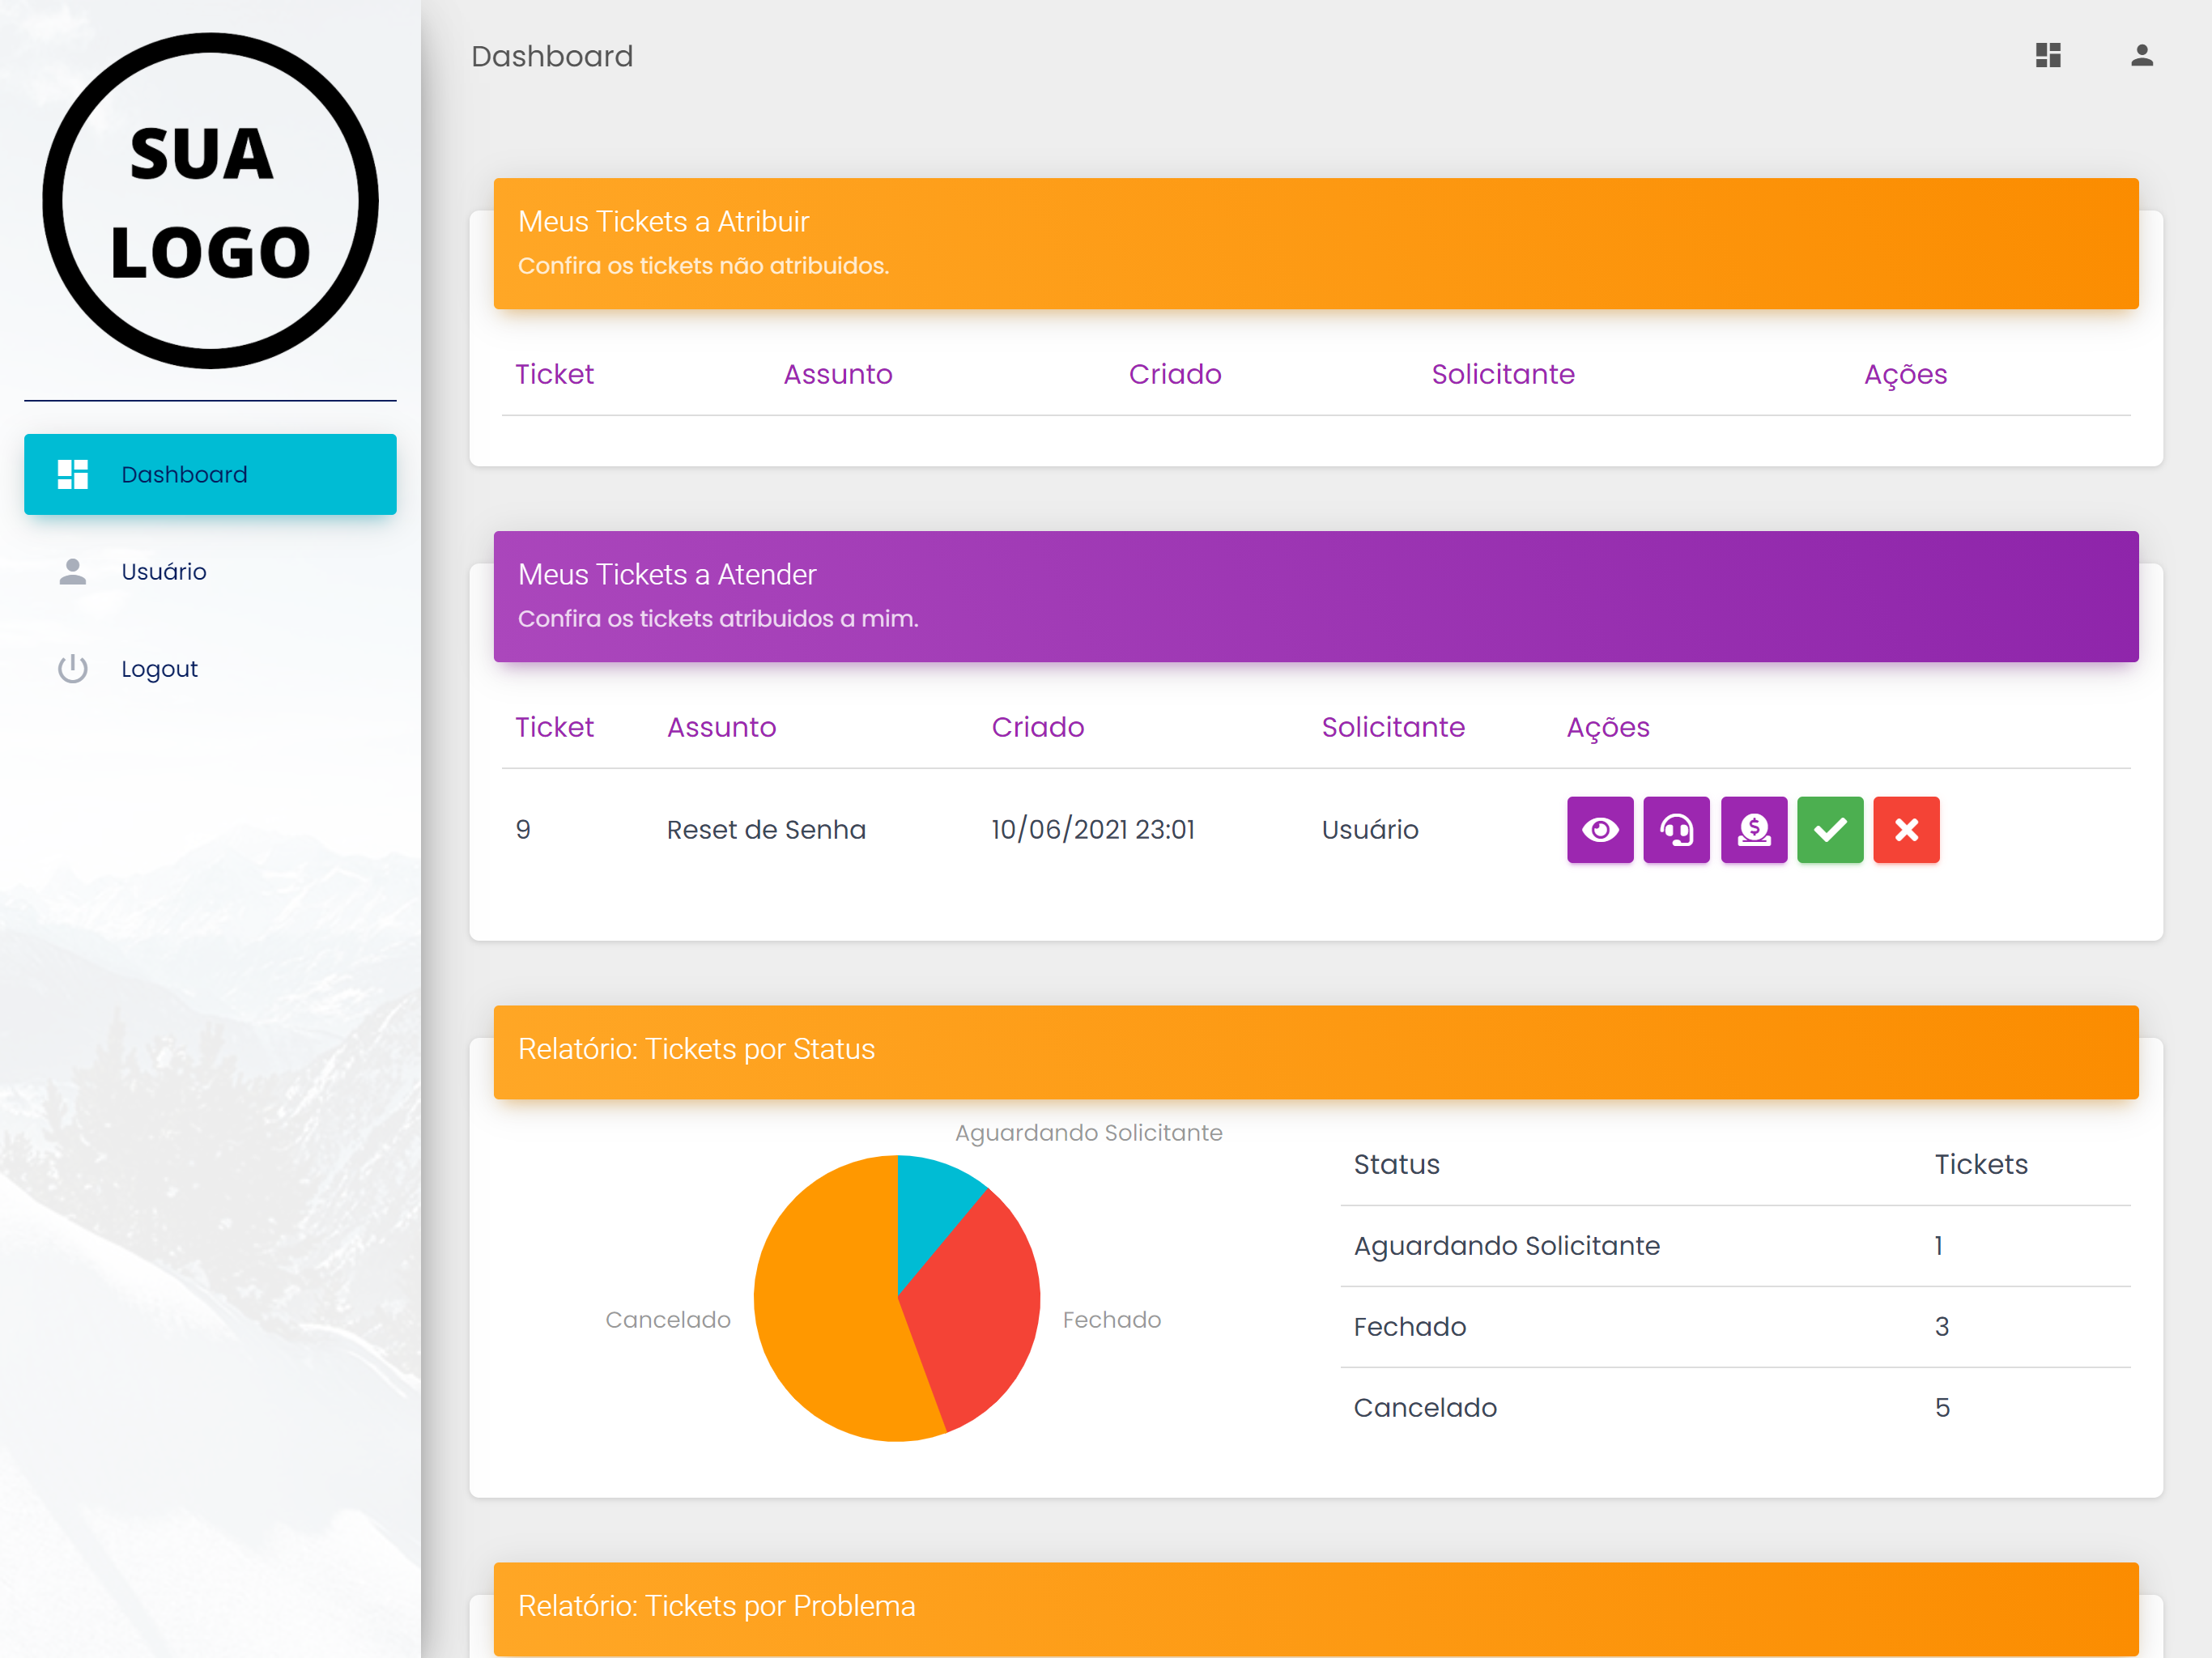 SUA
LOGO
Dashboard
Usuário
Logout
Dashboard
Meus Tickets a Atribuir
Confira os tickets não atribuidos.
Ticket Assunto Criado Solicitante Ações
Meus Tickets a Atender
Confira os tickets atribuidos a mim.
Ticket Assunto Criado Solicitante Ações
9 Reset de Senha 10/06/2021 23:01 Usuário
Relatório: Tickets por Status
Aguardando Solicitante
Cancelado
Fechado
Status Tickets
Aguardando Solicitante 1
Fechado 3
Cancelado 5
Relatório: Tickets por Problema